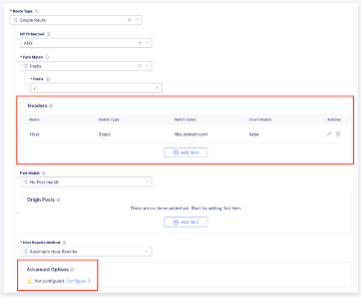 * Route Type
Simple Route
HTTP Method
ANY
* Path Match
Prefix
* Prefix
/
Headers
Name Match Type Match Value Invert Match Actions
Host Exact domain.com false
Add Item
Port Match
No Port Match
Origin Pools
There are no items added yet. Start by adding first item.
Add Item
* Host Rewrite Method
Automatic Host Rewrite
Advanced Options
Not configured Configure